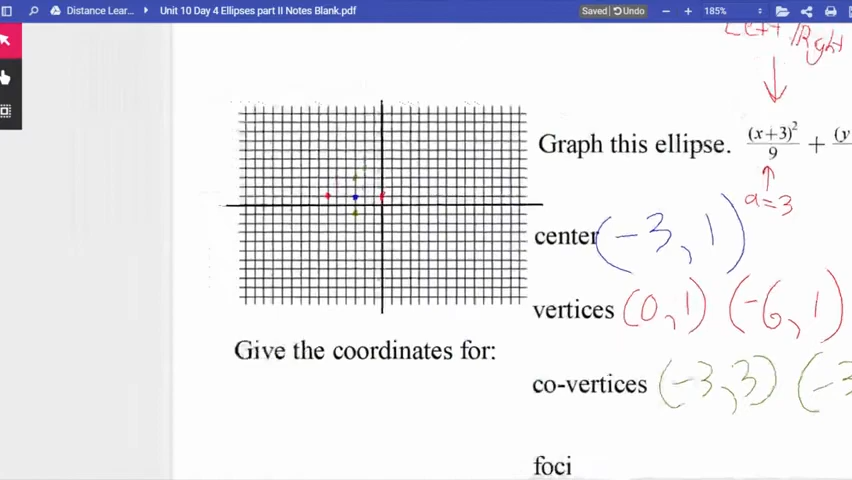 Distance Lear... > Unit 10 Day 4 Ellipses part II Notes Blank.pdf Saved Undo 185%
Left/Right
Graph this ellipse. (x+3)²/9 + (y
a=3
center (-3, 1)
vertices (0, 1) (-6, 1)
co-vertices (-3, 3) (-3
Give the coordinates for:
foci